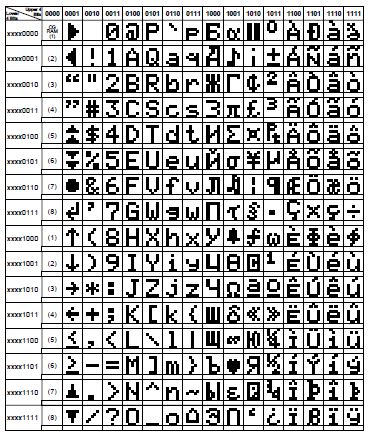 Upper 4 Bits 0000 0001 0010 0011 0100 0101 0110 0111 1000 1001 1010 1011 1100 1101 1110 1111
Lower 4 Bits
xxxx0000 CG RAM (1) 0 @ P ` p Б α À Ð à
xxxx0001 (2) ! 1 A Q a q Д ♪ ¡ ± Á Ñ á ñ
xxxx0010 (3) “ " 2 B R b r Ж Γ ¢ ² Â Ò â ò
xxxx0011 (4) ” # 3 C S c s З π £ ³ Ã Ó ã ó
xxxx0100 (5) $ 4 D T d t И Σ ¤ Ä Ô ä ô
xxxx0101 (6) % 5 E U e u Й σ ¥ µ Å Õ å õ
xxxx0110 (7) ● & 6 F V f v Л ¦ ¶ Æ Ö æ ö
xxxx0111 (8) ' 7 G W g w П τ § · Ç × ç ÷
xxxx1000 (1) ↑ ( 8 H X h x У ω È è
xxxx1001 (2) ↓ ) 9 I Y i y Ц ¹ É Ù é ù
xxxx1010 (3) → * : J Z j z Ч Ω ª º Ê Ú ê ú
xxxx1011 (4) ← + ; K [ k { Ш δ « » Ë Û ë û
xxxx1100 (5) ≤ , < L \ l | Щ Ю ¼ Ì Ü ì ü
xxxx1101 (6) ≥ - = M ] m } Ъ ♥ Я ½ Í Ý í ý
xxxx1110 (7) . > N ^ n ~ Ы ε ¾ Î Þ î þ
xxxx1111 (8) / ? O _ o Э ¿ Ï ß ï ÿ